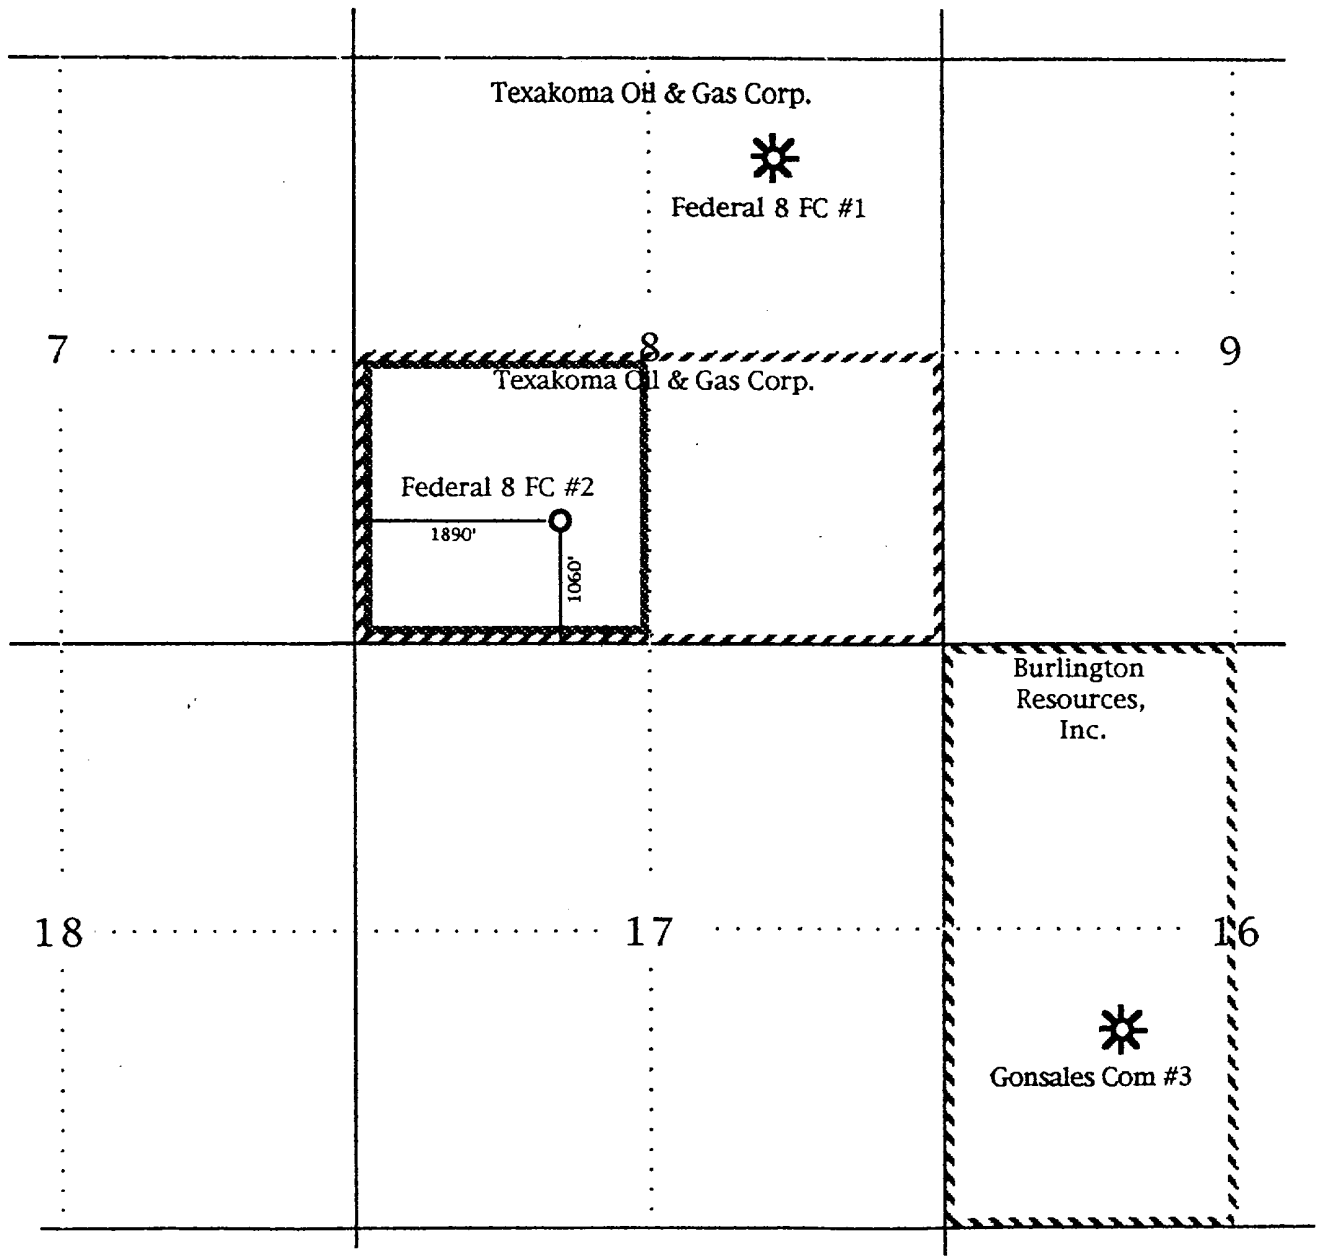 Texakoma Oil & Gas Corp.
Federal 8 FC #1
7
8
9
Texakoma Oil & Gas Corp.
Federal 8 FC #2
1890'
1060'
Burlington
Resources,
Inc.
18
17
16
Gonsales Com #3